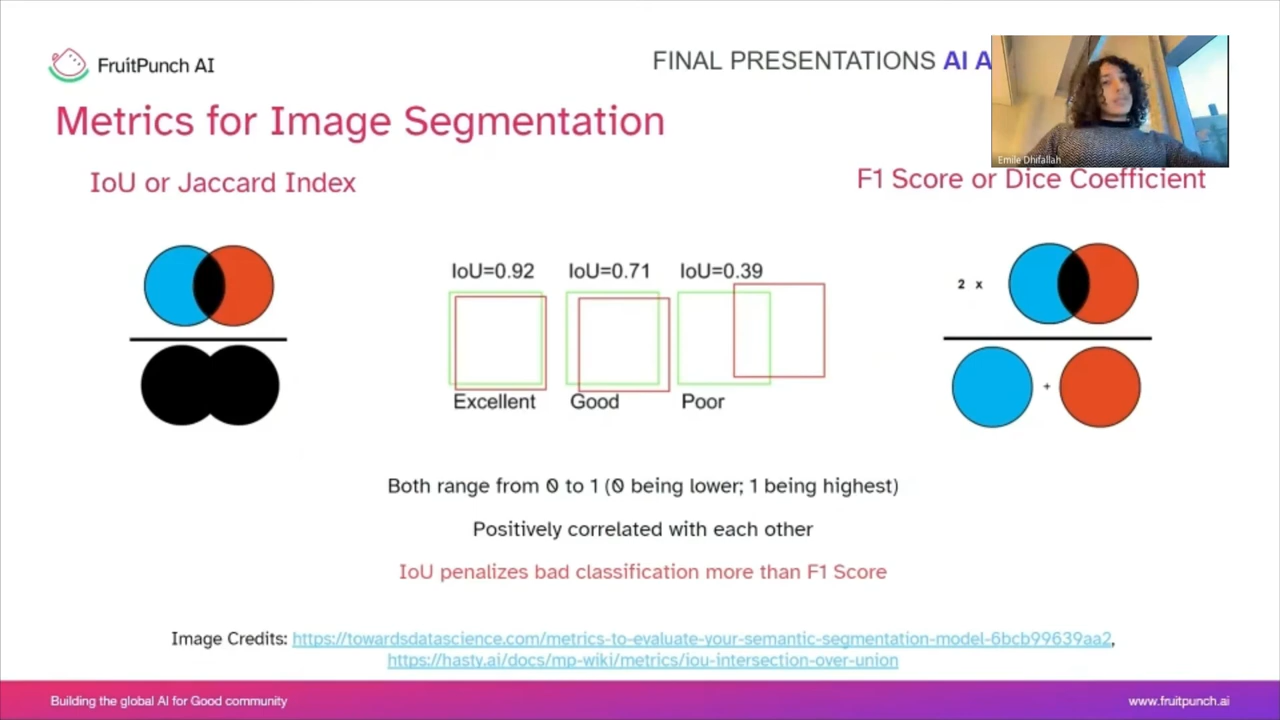 FruitPunch AI
FINAL PRESENTATIONS AI A
Emile Dhifallah
Metrics for Image Segmentation
IoU or Jaccard Index
F1 Score or Dice Coefficient
IoU=0.92 IoU=0.71 IoU=0.39
Excellent Good Poor
2 x
+
Both range from 0 to 1 (0 being lower; 1 being highest)
Positively correlated with each other
IoU penalizes bad classification more than F1 Score
Image Credits: https://towardsdatascience.com/metrics-to-evaluate-your-semantic-segmentation-model-6bcb99639aa2,
https://hasty.ai/docs/mp-wiki/metrics/iou-intersection-over-union
Building the global AI for Good community
www.fruitpunch.ai